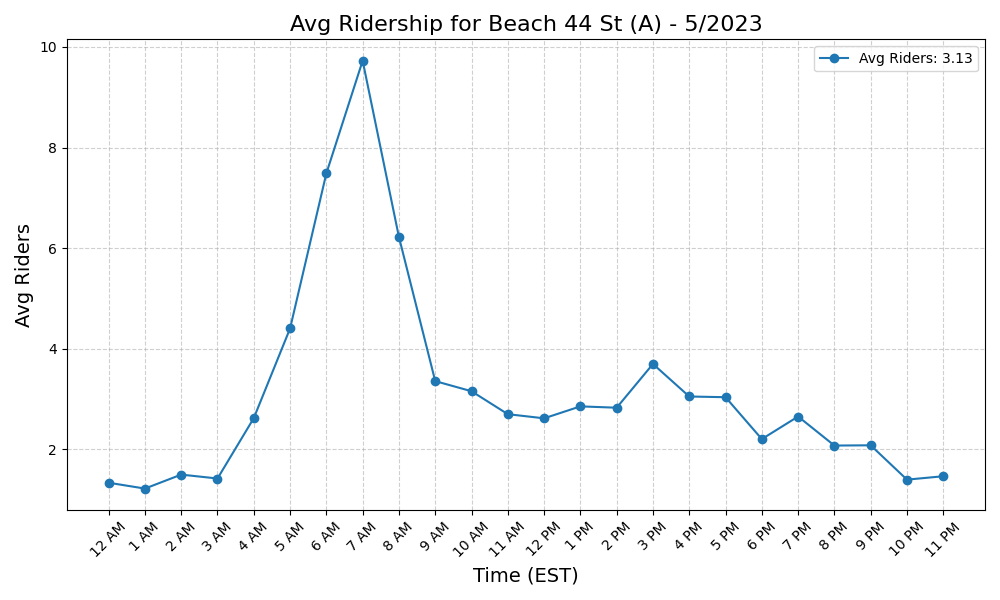 Avg Ridership for Beach 44 St (A) - 5/2023
Avg Riders: 3.13
Avg Riders
10
8
6
4
2
12 AM
1 AM
2 AM
3 AM
4 AM
5 AM
6 AM
7 AM
8 AM
9 AM
10 AM
11 AM
12 PM
1 PM
2 PM
3 PM
4 PM
5 PM
6 PM
7 PM
8 PM
9 PM
10 PM
11 PM
Time (EST)